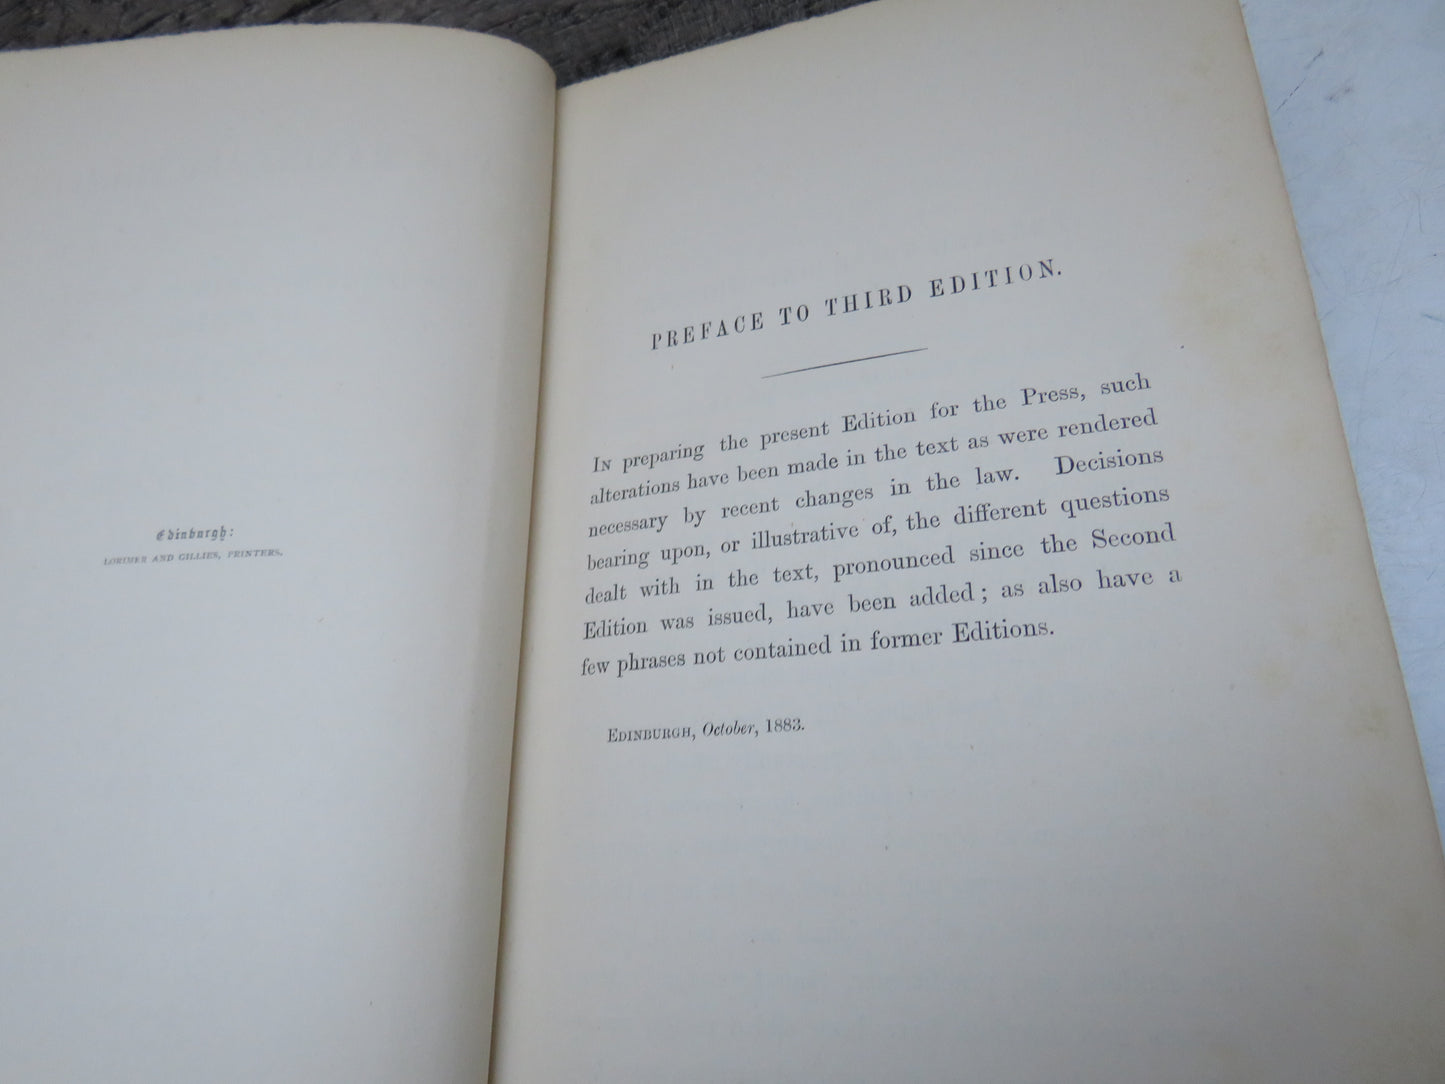 Edinburgh:
LORIMER AND GILLIES, PRINTERS.
PREFACE TO THIRD EDITION.
In preparing the present Edition for the Press, such
alterations have been made in the text as were rendered
necessary by recent changes in the law. Decisions
bearing upon, or illustrative of, the different questions
dealt with in the text, pronounced since the Second
Edition was issued, have been added; as also have a
few phrases not contained in former Editions.
Edinburgh, October, 1883.